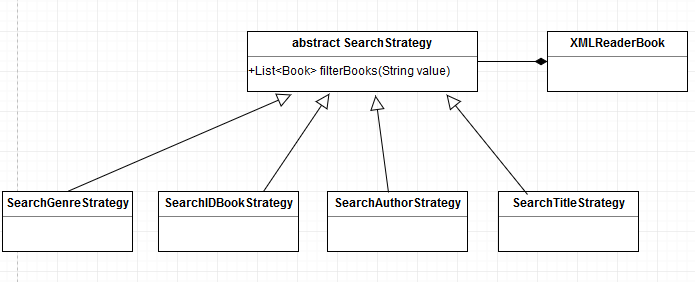 abstract SearchStrategy
+List<Book> filterBooks(String value)
XMLReaderBook
SearchGenreStrategy
SearchIDBookStrategy
SearchAuthorStrategy
SearchTitleStrategy